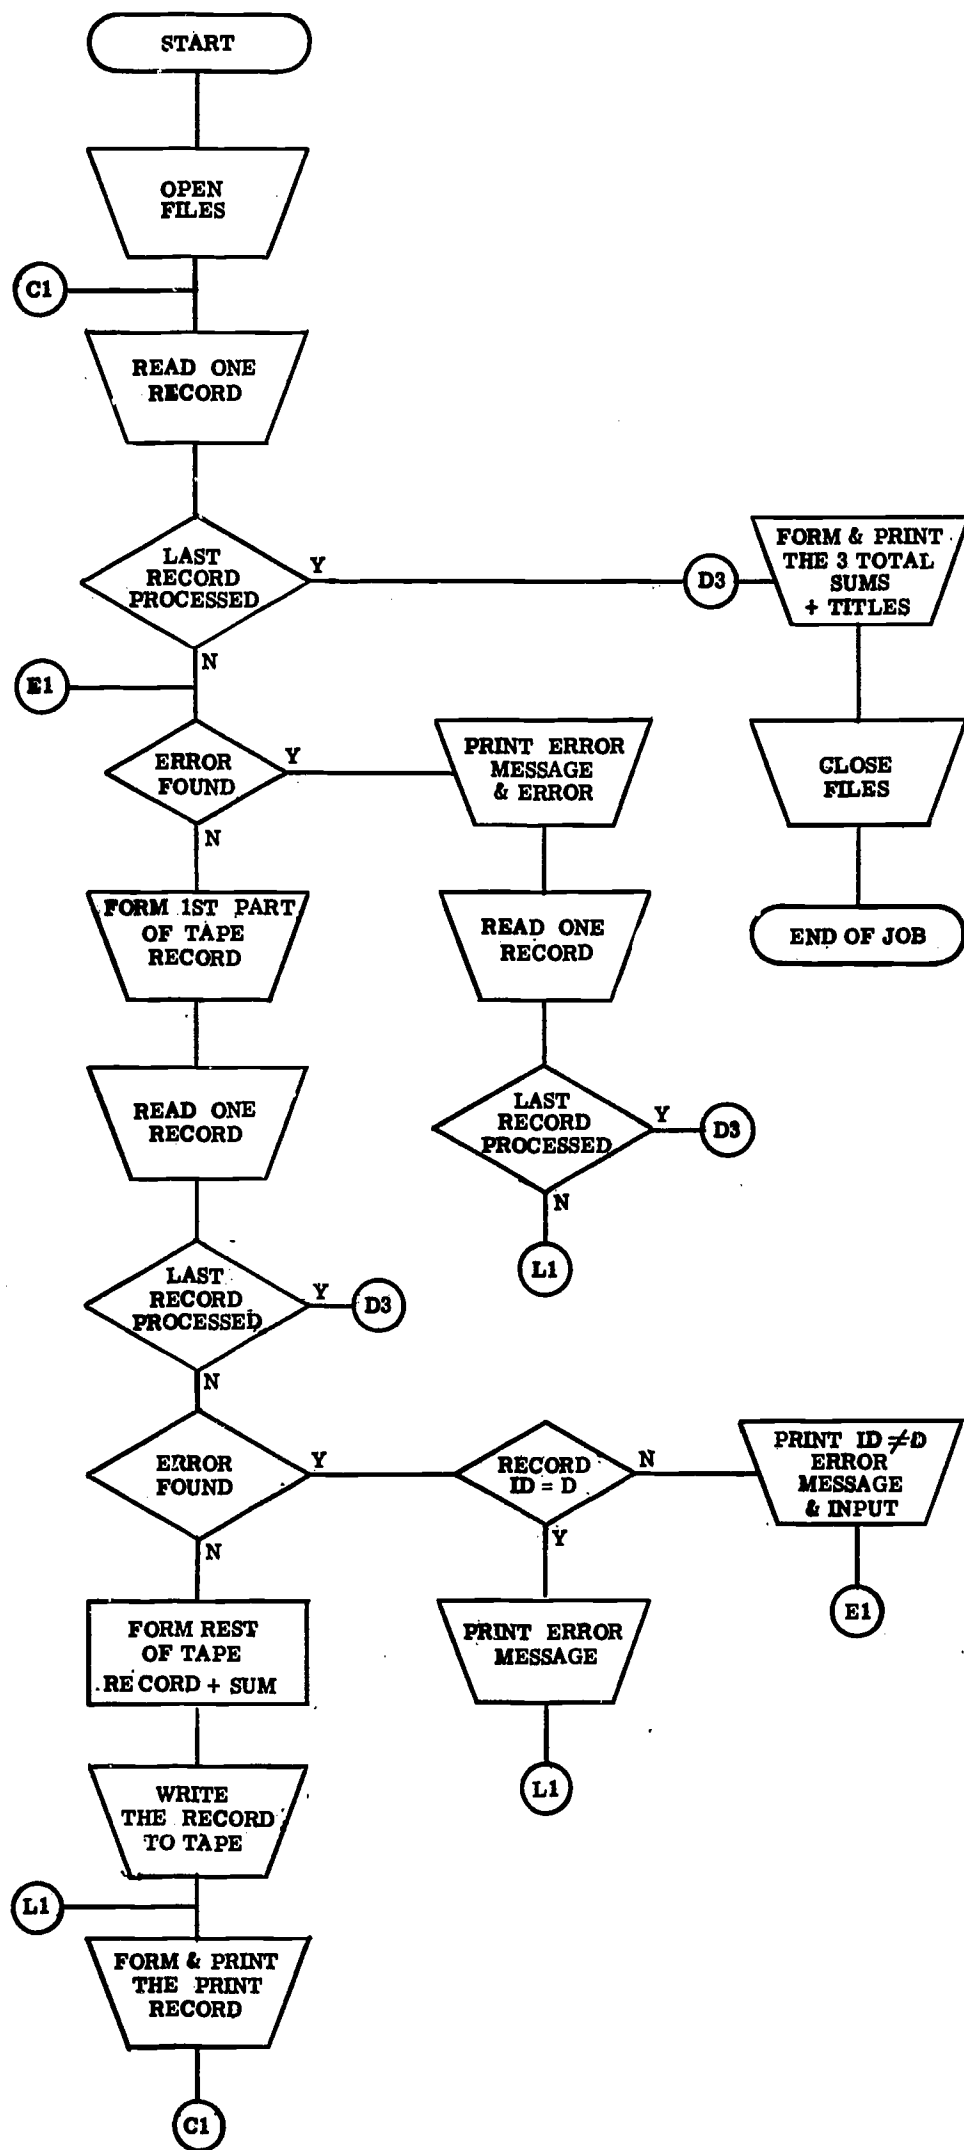 START
OPEN
FILES
C1
READ ONE
RECORD
LAST
RECORD
PROCESSED
Y
D3
FORM & PRINT
THE 3 TOTAL
SUMS
+ TITLES
N
E1
ERROR
FOUND
Y
PRINT ERROR
MESSAGE
& ERROR
CLOSE
FILES
N
FORM 1ST PART
OF TAPE
RECORD
READ ONE
RECORD
END OF JOB
READ ONE
RECORD
LAST
RECORD
PROCESSED
Y
D3
N
L1
LAST
RECORD
PROCESSED
Y
D3
N
ERROR
FOUND
Y
RECORD
ID = D
N
PRINT ID ≠ D
ERROR
MESSAGE
& INPUT
N
Y
E1
FORM REST
OF TAPE
RECORD + SUM
PRINT ERROR
MESSAGE
L1
WRITE
THE RECORD
TO TAPE
L1
FORM & PRINT
THE PRINT
RECORD
C1